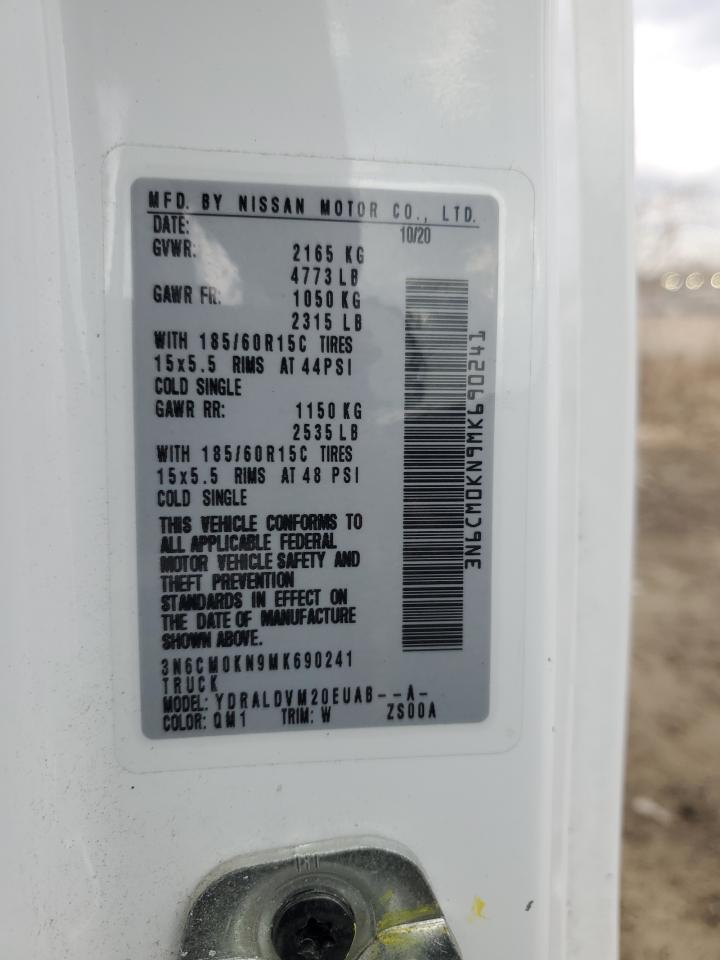 MFD. BY NISSAN MOTOR CO., LTD.
DATE: 10/20
GVWR: 2165 KG
4773 LB
GAWR FR: 1050 KG
2315 LB
WITH 185/60R15C TIRES
15x5.5 RIMS AT 44PSI
COLD SINGLE
GAWR RR: 1150 KG
2535 LB
WITH 185/60R15C TIRES
15x5.5 RIMS AT 48 PSI
COLD SINGLE
THIS VEHICLE CONFORMS TO
ALL APPLICABLE FEDERAL
MOTOR VEHICLE SAFETY AND
THEFT PREVENTION
STANDARDS IN EFFECT ON
THE DATE OF MANUFACTURE
SHOWN ABOVE.
3N6CM0KN9MK690241
TRUCK
MODEL: YDRALDVM20EUAB--A-
COLOR: QM1 TRIM: W ZS00A
3N6CM0KN9MK690241